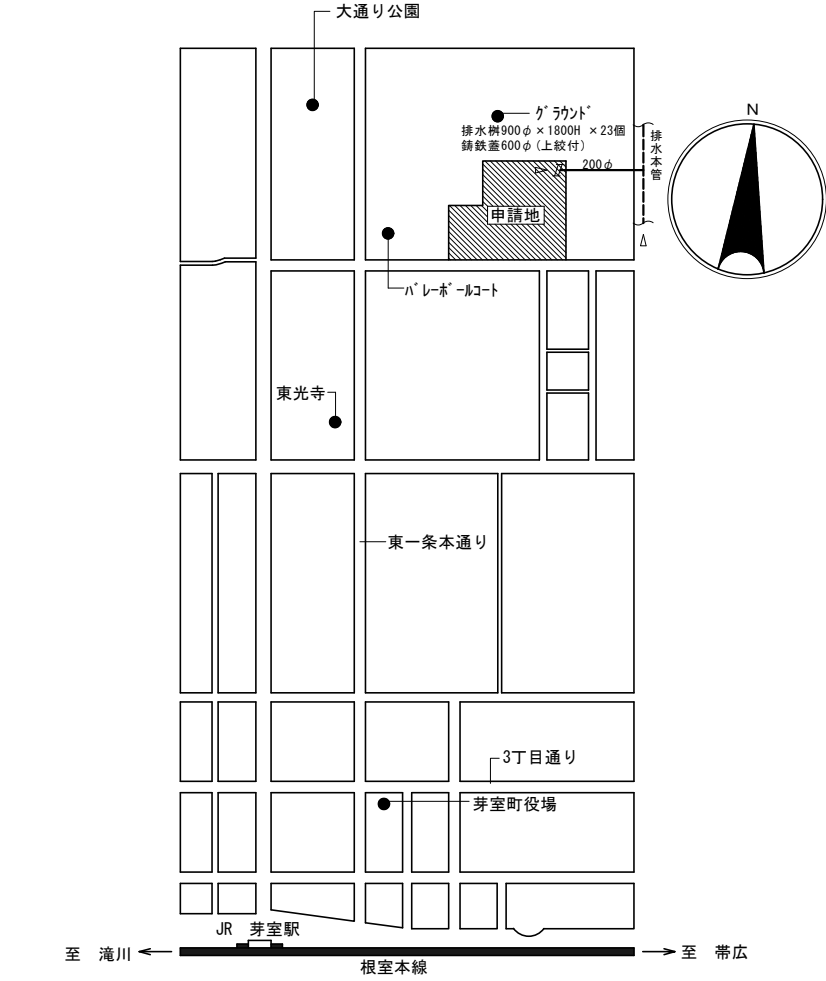 大通り公園
グラウンド
排水桝900φ×1800H ×23個
鋳鉄蓋600φ(上絞付)
200φ
排水本管
N
申請地
バレーボールコート
東光寺
東一条本通り
3丁目通り
芽室町役場
JR 芽室駅
至 滝川
至 帯広
根室本線